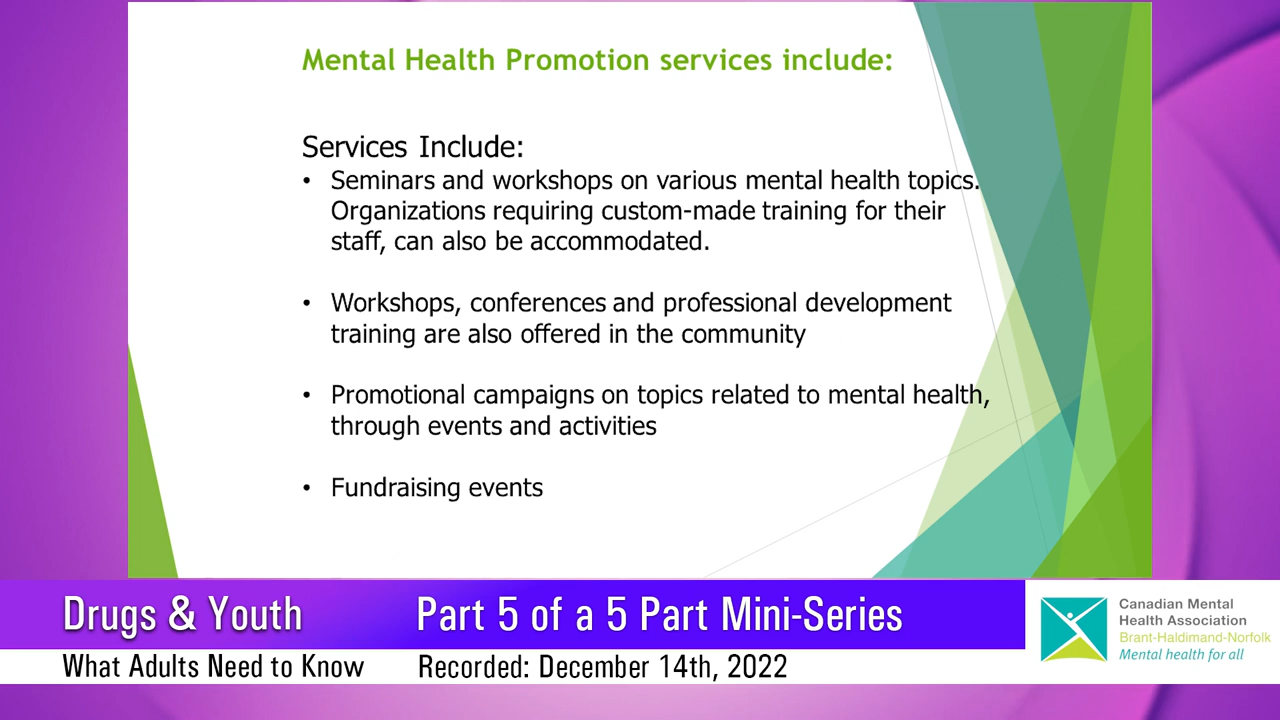 Mental Health Promotion services include:
Services Include:
• Seminars and workshops on various mental health topics.
Organizations requiring custom-made training for their
staff, can also be accommodated.
• Workshops, conferences and professional development
training are also offered in the community
• Promotional campaigns on topics related to mental health,
through events and activities
• Fundraising events
Drugs & Youth
Part 5 of a 5 Part Mini-Series
What Adults Need to Know
Recorded: December 14th, 2022
Canadian Mental
Health Association
Brant-Haldimand-Norfolk
Mental health for all